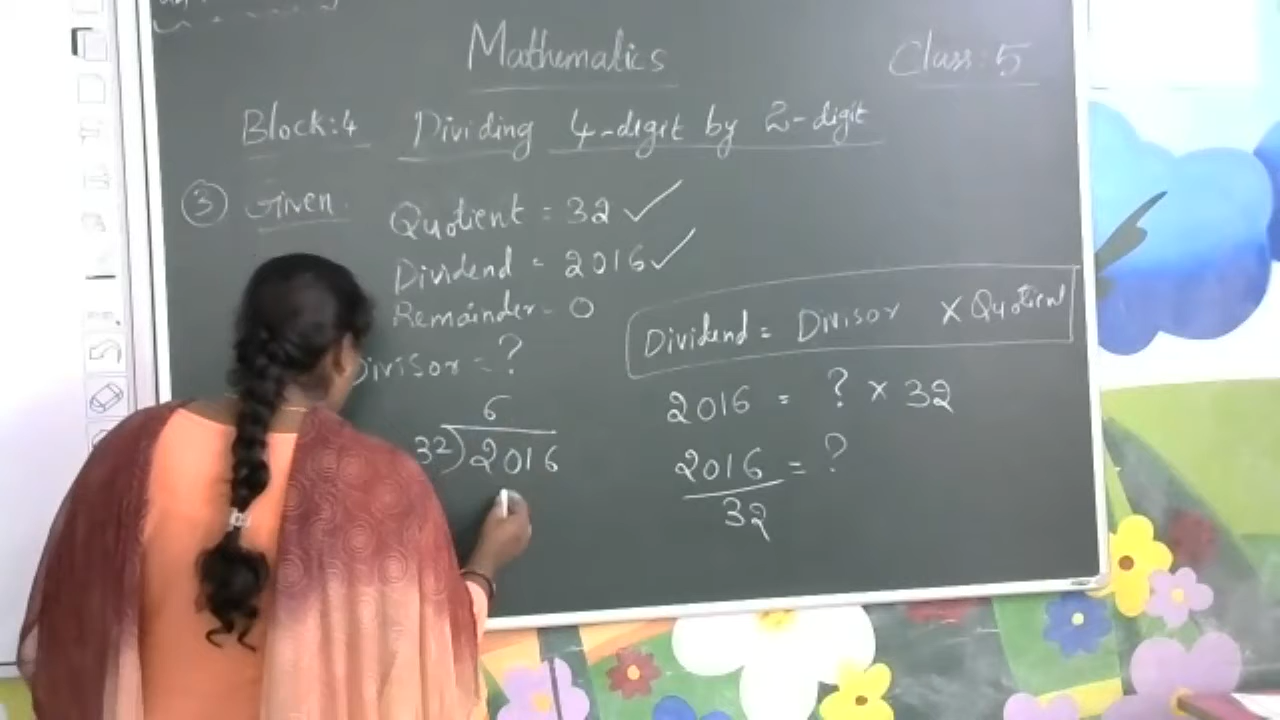 Mathematics
Class: 5
Block: 4 Dividing 4-digit by 2-digit
3 Given.
Quotient = 32 ✓
Dividend = 2016 ✓
Remainder - 0
Divisor = ?
6
32)2016
Dividend = Divisor × Quotient
2016 = ? × 32
2016 = ?
32